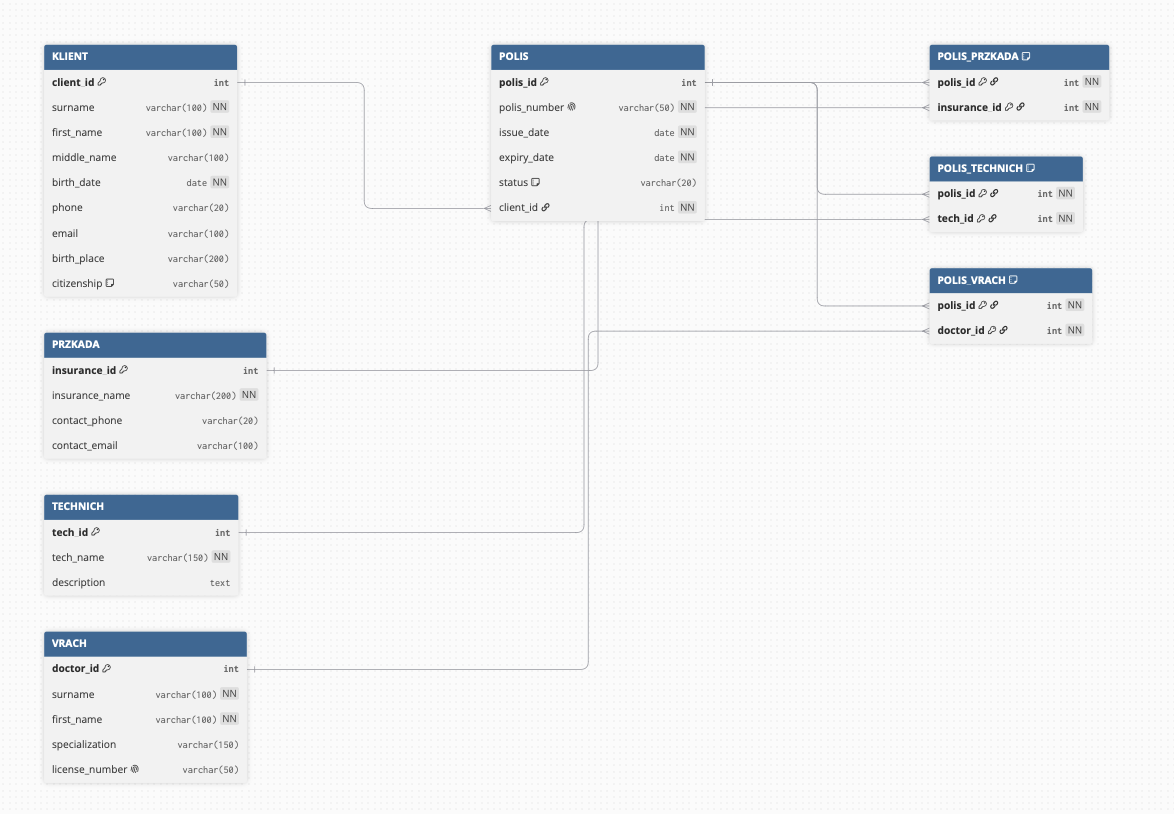 KLIENT
client_id int
surname varchar(100) NN
first_name varchar(100) NN
middle_name varchar(100)
birth_date date NN
phone varchar(20)
email varchar(100)
birth_place varchar(200)
citizenship varchar(50)
PRZKADA
insurance_id int
insurance_name varchar(200) NN
contact_phone varchar(20)
contact_email varchar(100)
TECHNICH
tech_id int
tech_name varchar(150) NN
description text
VRACH
doctor_id int
surname varchar(100) NN
first_name varchar(100) NN
specialization varchar(150)
license_number varchar(50)
POLIS
polis_id int
polis_number varchar(50) NN
issue_date date NN
expiry_date date NN
status varchar(20)
client_id int NN
POLIS_PRZKADA
polis_id int NN
insurance_id int NN
POLIS_TECHNICH
polis_id int NN
tech_id int NN
POLIS_VRACH
polis_id int NN
doctor_id int NN